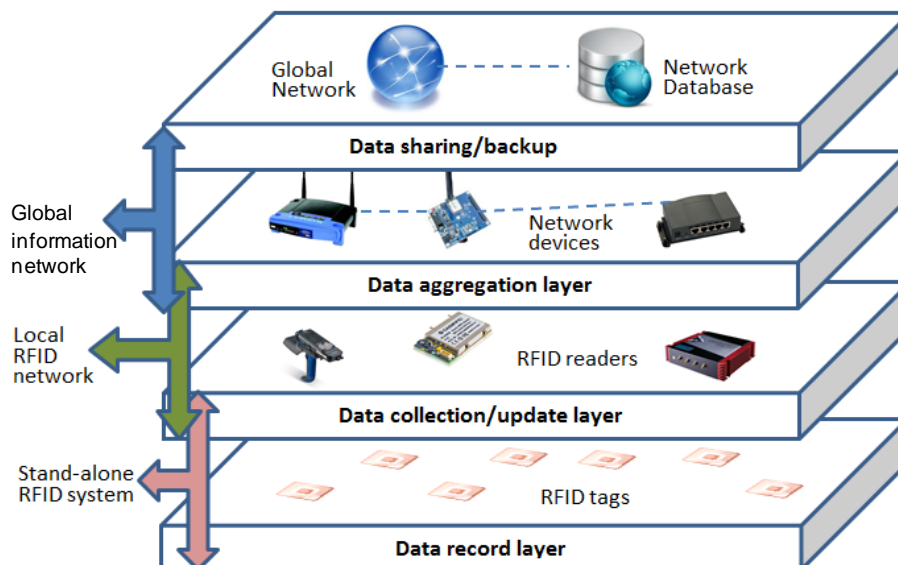 Global
Network
Network
Database
Data sharing/backup
Global
information
network
Network
devices
Data aggregation layer
Local
RFID
network
RFID readers
Data collection/update layer
Stand-alone
RFID system
RFID tags
Data record layer